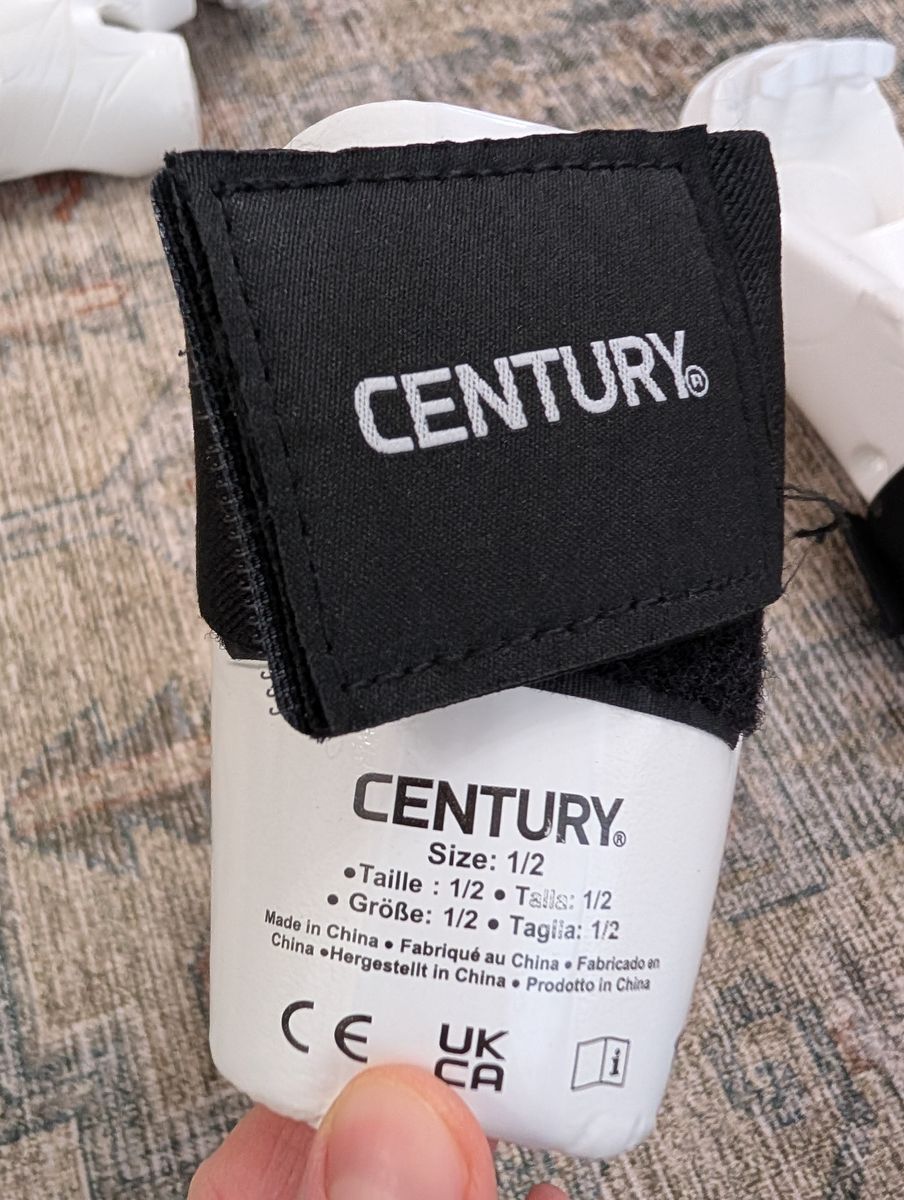 CENTURY®
CENTURY®
Size: 1/2
•Taille : 1/2 • Talla: 1/2
• Größe: 1/2 • Taglia: 1/2
Made in China • Fabriqué au China • Fabricado en
China •Hergestellt in China • Prodotto in China
CE UK
CA i